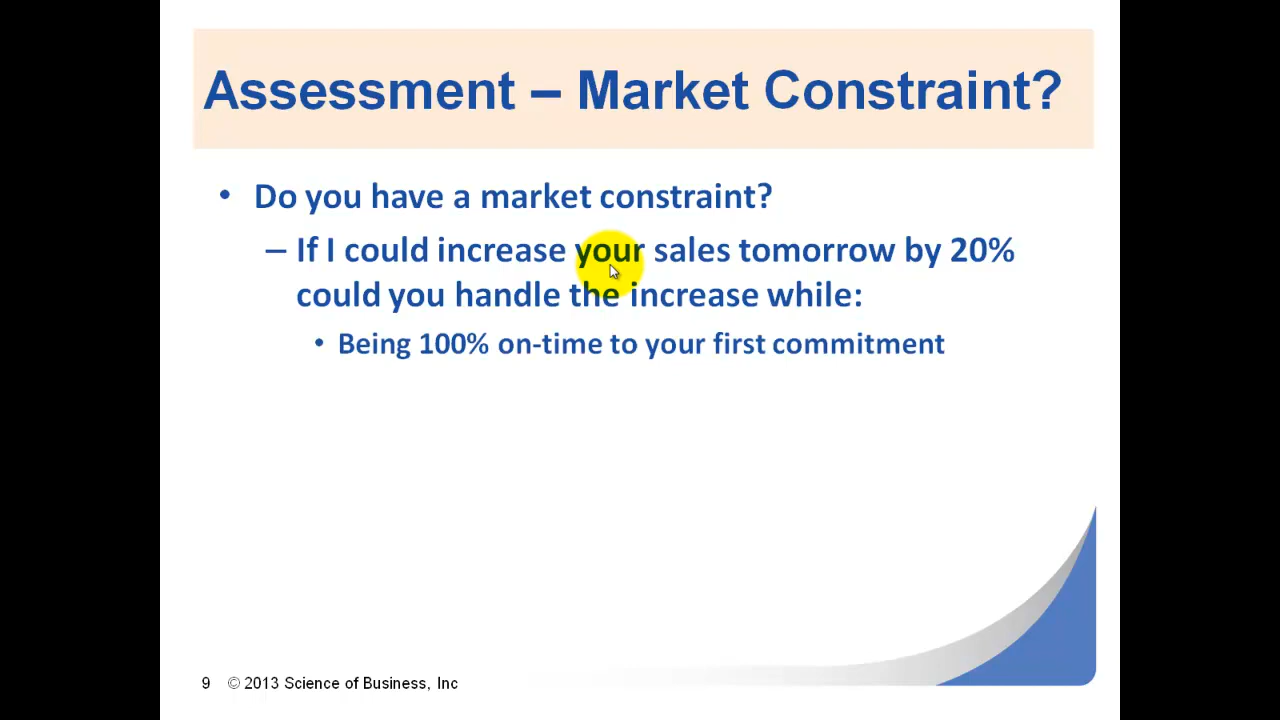 Assessment – Market Constraint?
• Do you have a market constraint?
– If I could increase your sales tomorrow by 20%
could you handle the increase while:
• Being 100% on-time to your first commitment
9 © 2013 Science of Business, Inc